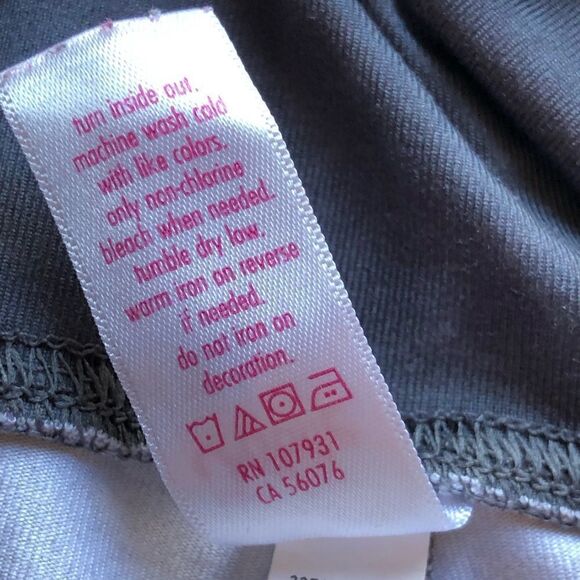 turn inside out.
machine wash cold
with like colors.
only non-chlorine
bleach when needed.
tumble dry low.
warm iron on reverse
if needed.
do not iron on
decoration.
RN 107931
CA 56076